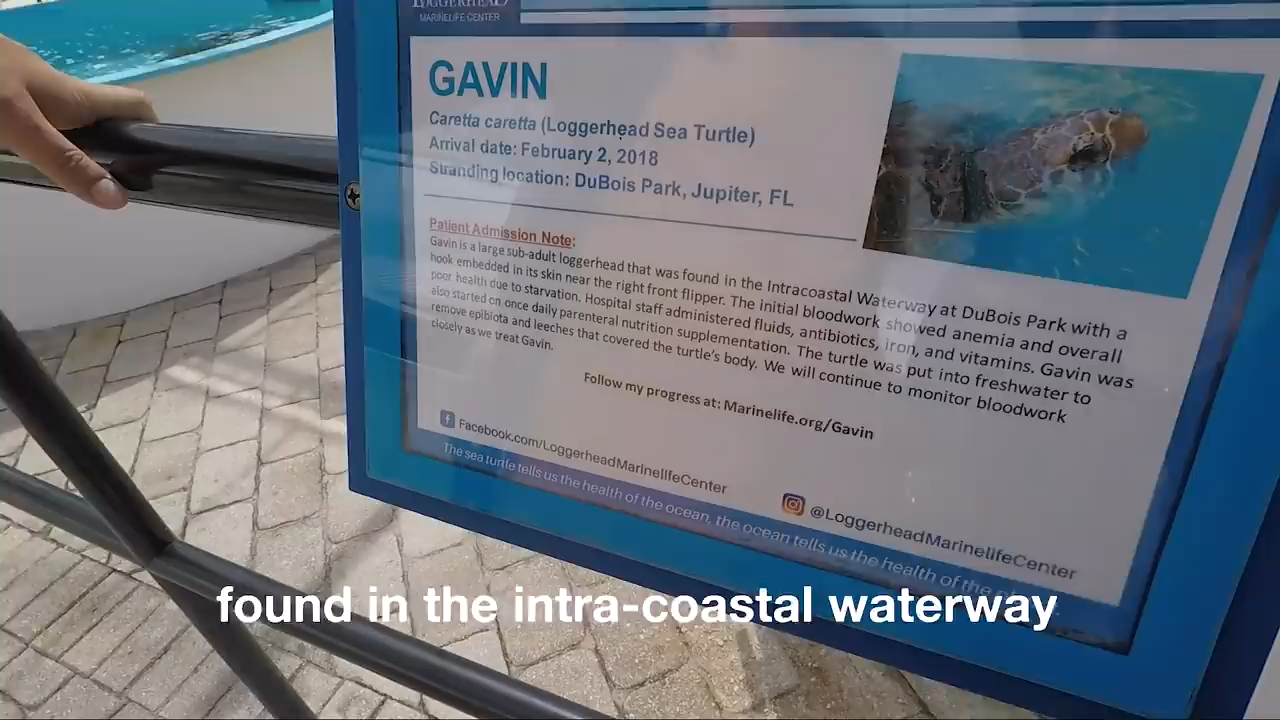 LOGGERHEAD
MARINELIFE CENTER
GAVIN
Caretta caretta (Loggerhead Sea Turtle)
Arrival date: February 2, 2018
Stranding location: DuBois Park, Jupiter, FL
Patient Admission Note:
Gavin is a large sub-adult loggerhead that was found in the Intracoastal Waterway at DuBois Park with a
hook embedded in its skin near the right front flipper. The initial bloodwork showed anemia and overall
poor health due to starvation. Hospital staff administered fluids, antibiotics, iron, and vitamins. Gavin was
also started on once daily parenteral nutrition supplementation. The turtle was put into freshwater to
remove epibiota and leeches that covered the turtle's body. We will continue to monitor bloodwork
closely as we treat Gavin.
Follow my progress at: Marinelife.org/Gavin
Facebook.com/LoggerheadMarinelifeCenter
@LoggerheadMarinelifeCenter
The sea turtle tells us the health of the ocean, the ocean tells us the health of the
found in the intra-coastal waterway